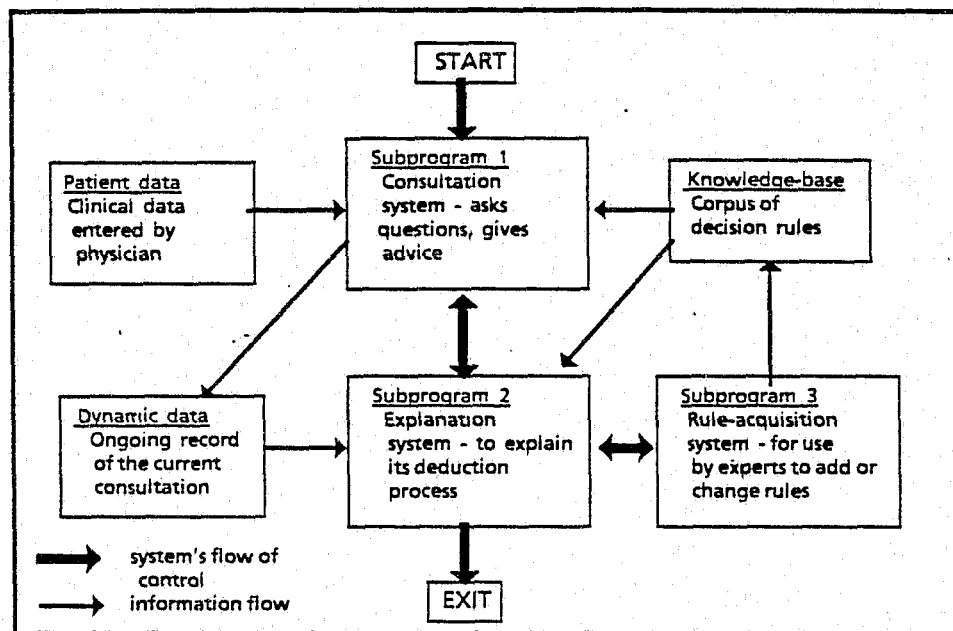 START
Subprogram 1
Consultation
system - asks
questions, gives
advice
Patient data
Clinical data
entered by
physician
Knowledge-base
Corpus of
decision rules
Dynamic data
Ongoing record
of the current
consultation
Subprogram 2
Explanation
system - to explain
its deduction
process
Subprogram 3
Rule-acquisition
system - for use
by experts to add or
change rules
system's flow of
control
information flow
EXIT